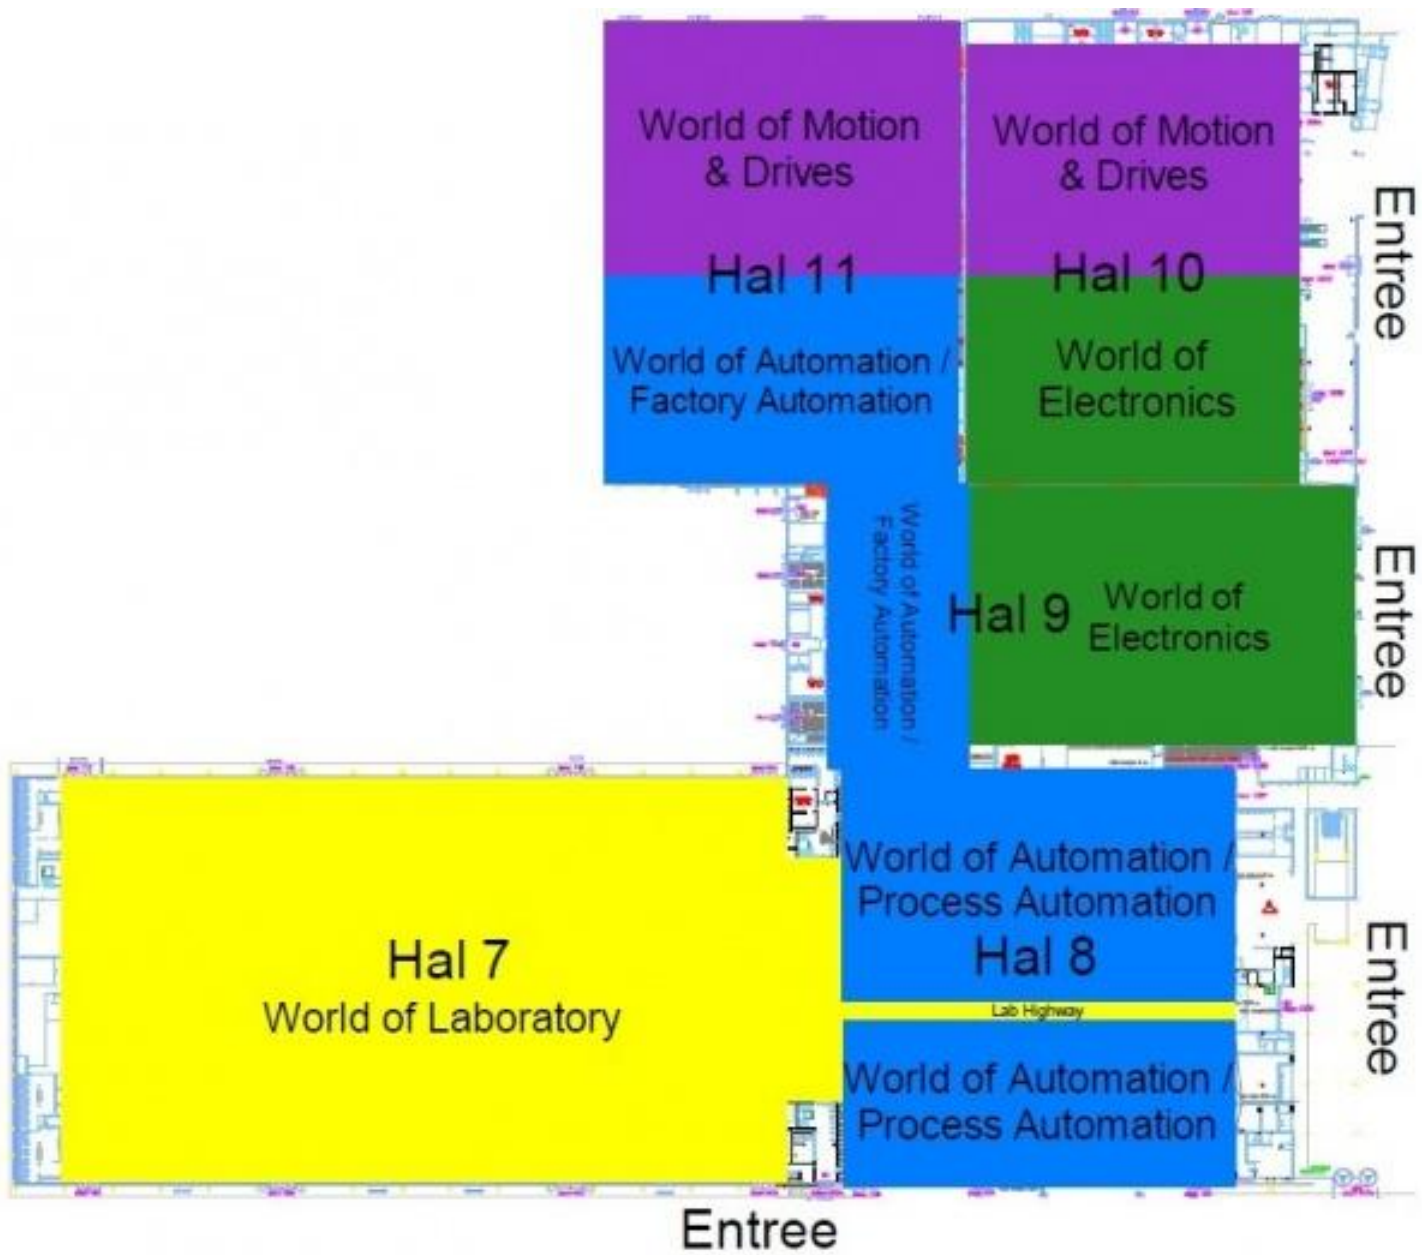 World of Motion
& Drives
World of Motion
& Drives
Entree
Hal 11
Hal 10
World of Automation /
Factory Automation
World of
Electronics
World of Automation /
Factory Automation
Hal 9
World of
Electronics
Entree
World of Automation /
Process Automation
Hal 8
Hal 7
World of Laboratory
Lab Highway
Entree
World of Automation /
Process Automation
Entree